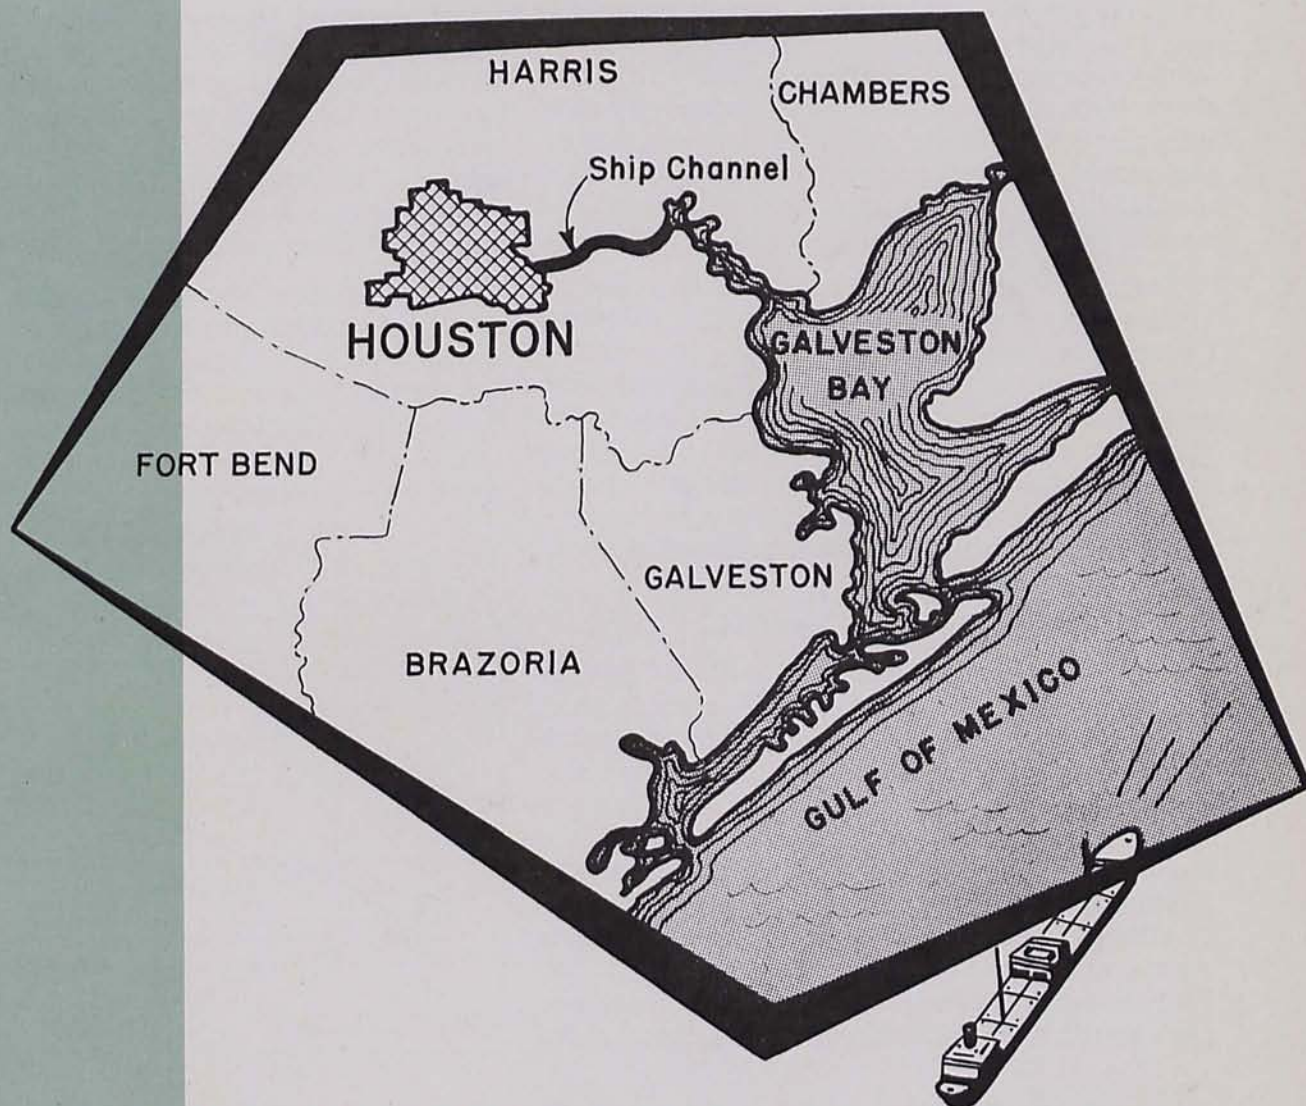 HARRIS
CHAMBERS
Ship Channel
HOUSTON
GALVESTON
BAY
FORT BEND
GALVESTON
BRAZORIA
GULF OF MEXICO